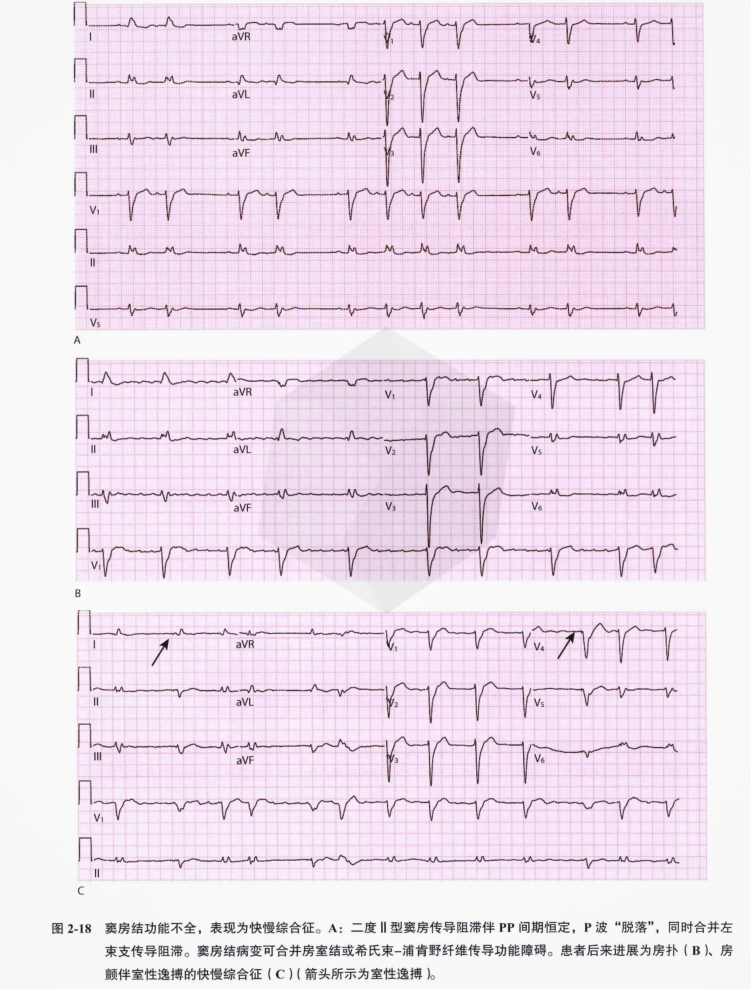 I aVR V₁ V₄
II aVL V₂ V₅
III aVF V₃ V₆
V₁
II
V₅
A
I aVR V₁ V₄
II aVL V₂ V₅
III aVF V₃ V₆
V₁
B
I aVR V₁ V₄
II aVL V₂ V₅
III aVF V₃ V₆
V₁
II
C
图 2-18 窦房结功能不全，表现为快慢综合征。A：二度Ⅱ型窦房传导阻滞伴 PP 间期恒定，P 波“脱落”，同时合并左
束支传导阻滞。窦房结病变可合并房室结或希氏束–浦肯野纤维传导功能障碍。患者后来进展为房扑（B）、房
颤伴室性逸搏的快慢综合征（C）（箭头所示为室性逸搏）。